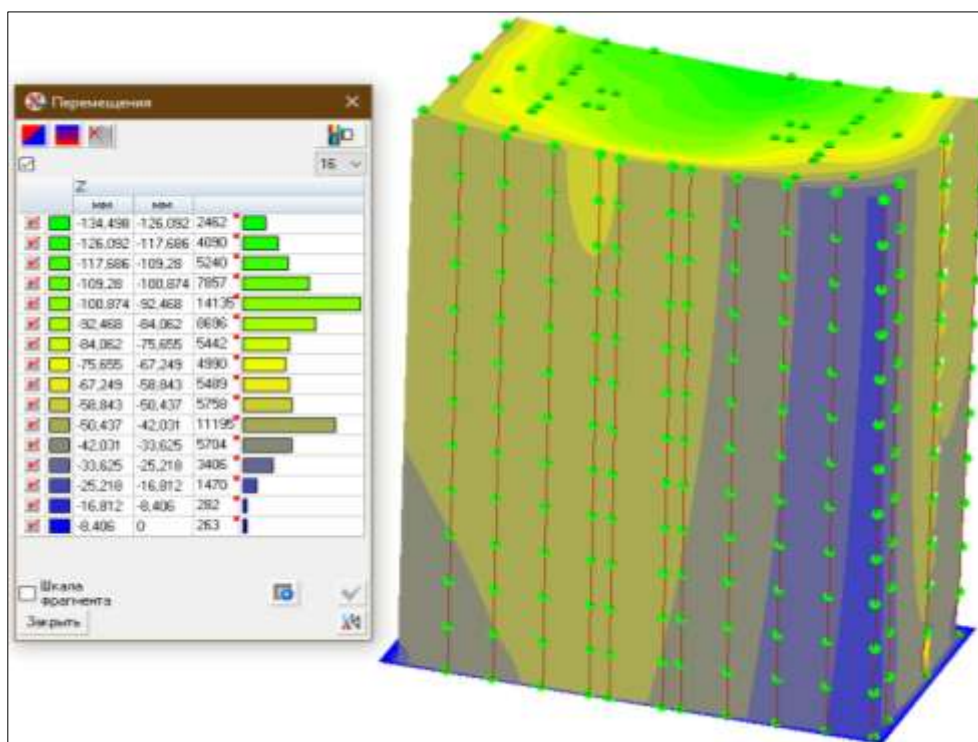 Перемещения
16
Z
мм мм
-134,498 -126,092 2462
-126,092 -117,686 4090
-117,686 -109,28 5240
-109,28 -100,874 7857
-100,874 -92,468 14135
-92,468 -84,062 8696
-84,062 -75,655 5442
-75,655 -67,249 4990
-67,249 -58,843 5489
-58,843 -50,437 5758
-50,437 -42,031 11195
-42,031 -33,625 5704
-33,625 -25,218 3406
-25,218 -16,812 1470
-16,812 -8,406 282
-8,406 0 263
Шкала
фрагмента
Закрыть